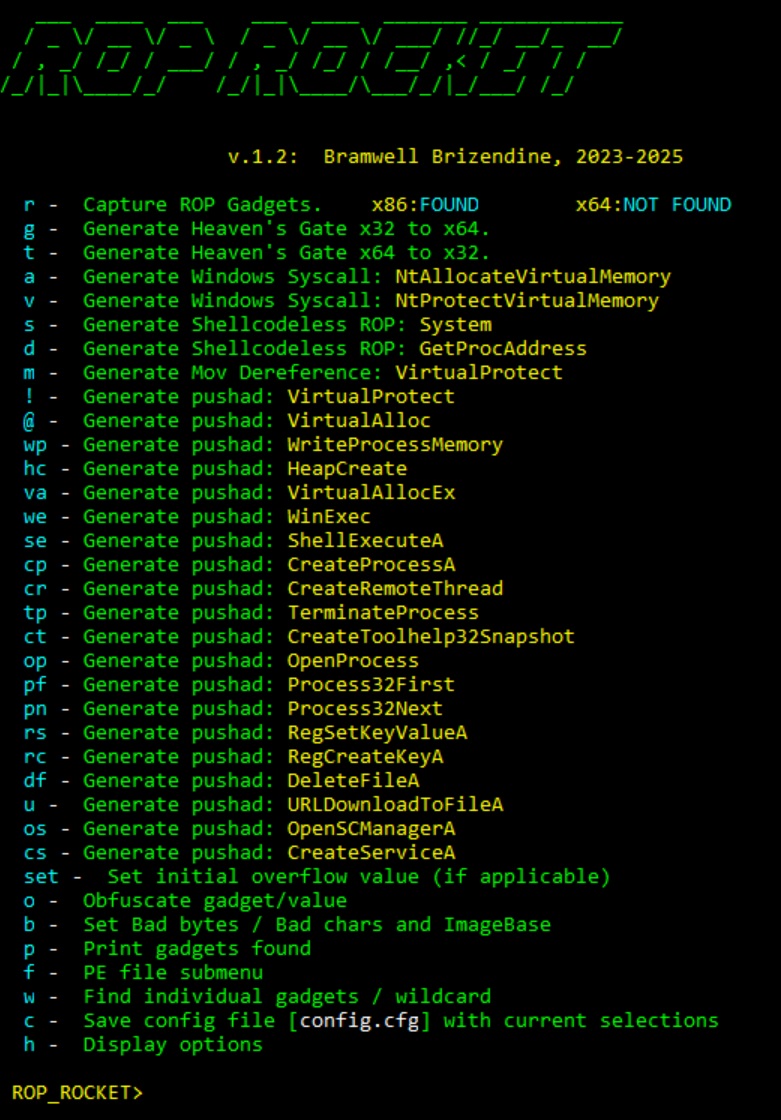 ROP ROCKET
v.1.2:  Bramwell Brizendine, 2023-2025
r -  Capture ROP Gadgets.    x86:FOUND        x64:NOT FOUND
g -  Generate Heaven's Gate x32 to x64.
t -  Generate Heaven's Gate x64 to x32.
a -  Generate Windows Syscall: NtAllocateVirtualMemory
v -  Generate Windows Syscall: NtProtectVirtualMemory
s -  Generate Shellcodeless ROP: System
d -  Generate Shellcodeless ROP: GetProcAddress
m -  Generate Mov Dereference: VirtualProtect
! -  Generate pushad: VirtualProtect
@ -  Generate pushad: VirtualAlloc
wp - Generate pushad: WriteProcessMemory
hc - Generate pushad: HeapCreate
va - Generate pushad: VirtualAllocEx
we - Generate pushad: WinExec
se - Generate pushad: ShellExecuteA
cp - Generate pushad: CreateProcessA
cr - Generate pushad: CreateRemoteThread
tp - Generate pushad: TerminateProcess
ct - Generate pushad: CreateToolhelp32Snapshot
op - Generate pushad: OpenProcess
pf - Generate pushad: Process32First
pn - Generate pushad: Process32Next
rs - Generate pushad: RegSetKeyValueA
rc - Generate pushad: RegCreateKeyA
df - Generate pushad: DeleteFileA
u -  Generate pushad: URLDownloadToFileA
os - Generate pushad: OpenSCManagerA
cs - Generate pushad: CreateServiceA
set -  Set initial overflow value (if applicable)
o -  Obfuscate gadget/value
b -  Set Bad bytes / Bad chars and ImageBase
p -  Print gadgets found
f -  PE file submenu
w -  Find individual gadgets / wildcard
c -  Save config file [config.cfg] with current selections
h -  Display options
ROP_ROCKET>